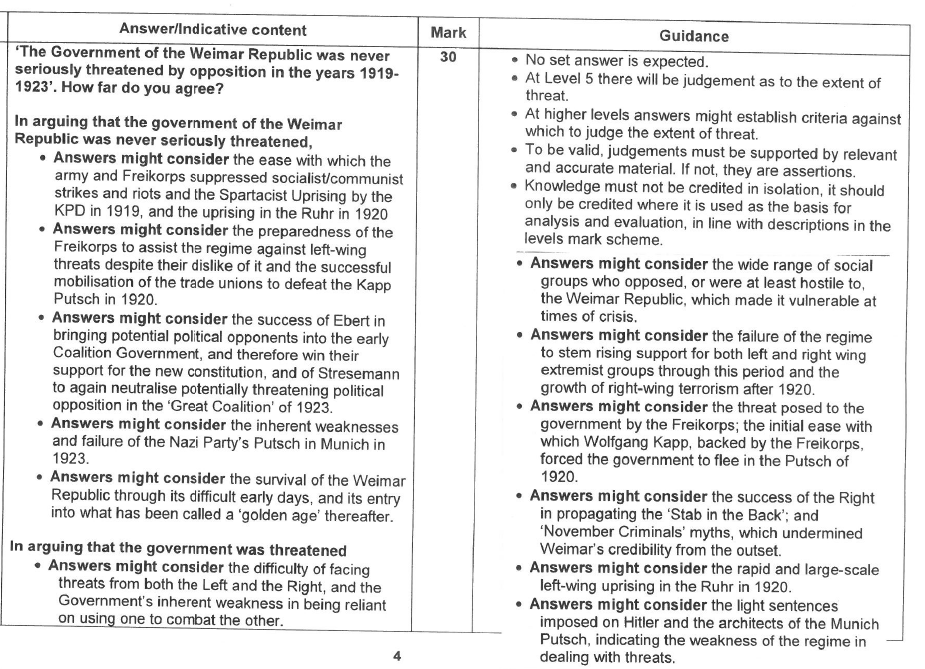 Answer/Indicative content
Mark
Guidance
'The Government of the Weimar Republic was never
seriously threatened by opposition in the years 1919-
1923'. How far do you agree?
In arguing that the government of the Weimar
Republic was never seriously threatened,
• Answers might consider the ease with which the
army and Freikorps suppressed socialist/communist
strikes and riots and the Spartacist Uprising by the
KPD in 1919, and the uprising in the Ruhr in 1920
• Answers might consider the preparedness of the
Freikorps to assist the regime against left-wing
threats despite their dislike of it and the successful
mobilisation of the trade unions to defeat the Kapp
Putsch in 1920.
• Answers might consider the success of Ebert in
bringing potential political opponents into the early
Coalition Government, and therefore win their
support for the new constitution, and of Stresemann
to again neutralise potentially threatening political
opposition in the 'Great Coalition' of 1923.
• Answers might consider the inherent weaknesses
and failure of the Nazi Party's Putsch in Munich in
1923.
• Answers might consider the survival of the Weimar
Republic through its difficult early days, and its entry
into what has been called a 'golden age' thereafter.
In arguing that the government was threatened
• Answers might consider the difficulty of facing
threats from both the Left and the Right, and the
Government's inherent weakness in being reliant
on using one to combat the other.
30
• No set answer is expected.
• At Level 5 there will be judgement as to the extent of
threat.
• At higher levels answers might establish criteria against
which to judge the extent of threat.
• To be valid, judgements must be supported by relevant
and accurate material. If not, they are assertions.
• Knowledge must not be credited in isolation, it should
only be credited where it is used as the basis for
analysis and evaluation, in line with descriptions in the
levels mark scheme.
• Answers might consider the wide range of social
groups who opposed, or were at least hostile to,
the Weimar Republic, which made it vulnerable at
times of crisis.
• Answers might consider the failure of the regime
to stem rising support for both left and right wing
extremist groups through this period and the
growth of right-wing terrorism after 1920.
• Answers might consider the threat posed to the
government by the Freikorps; the initial ease with
which Wolfgang Kapp, backed by the Freikorps,
forced the government to flee in the Putsch of
1920.
• Answers might consider the success of the Right
in propagating the 'Stab in the Back'; and
'November Criminals' myths, which undermined
Weimar's credibility from the outset.
• Answers might consider the rapid and large-scale
left-wing uprising in the Ruhr in 1920.
• Answers might consider the light sentences
imposed on Hitler and the architects of the Munich
Putsch, indicating the weakness of the regime in
dealing with threats.
4